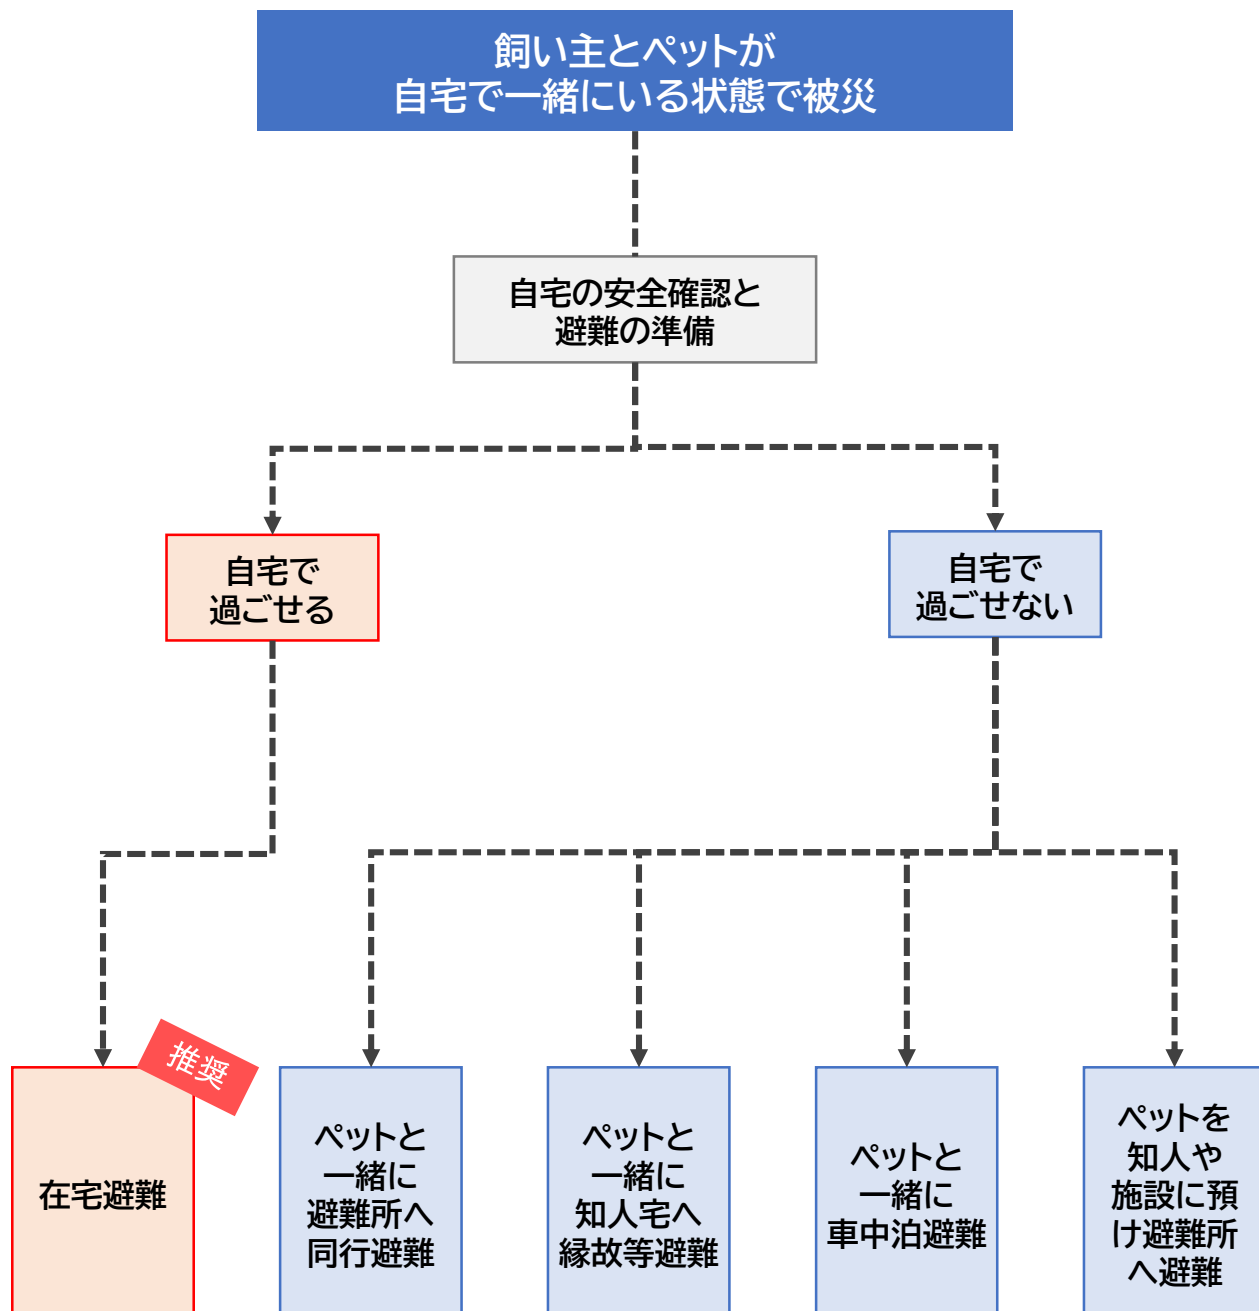 飼い主とペットが
自宅で一緒にいる状態で被災
自宅の安全確認と
避難の準備
自宅で
過ごせる
自宅で
過ごせない
推奨
在宅避難
ペットと
一緒に
避難所へ
同行避難
ペットと
一緒に
知人宅へ
縁故等避難
ペットと
一緒に
車中泊避難
ペットを
知人や
施設に預
け避難所
へ避難